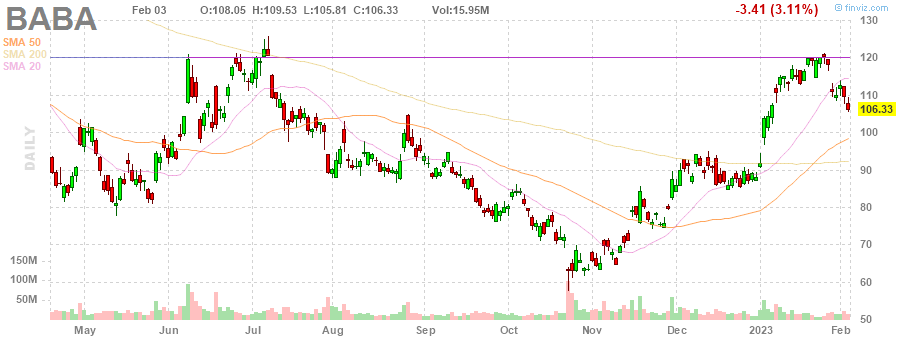 BABA Feb 03 O:108.05 H:109.53 L:105.81 C:106.33 Vol:15.95M -3.41 (3.11%) finviz.com
SMA 50
SMA 200
SMA 20
DAILY
130
120
110
106.33
100
90
80
70
60
50
150M
100M
50M
May Jun Jul Aug Sep Oct Nov Dec 2023 Feb